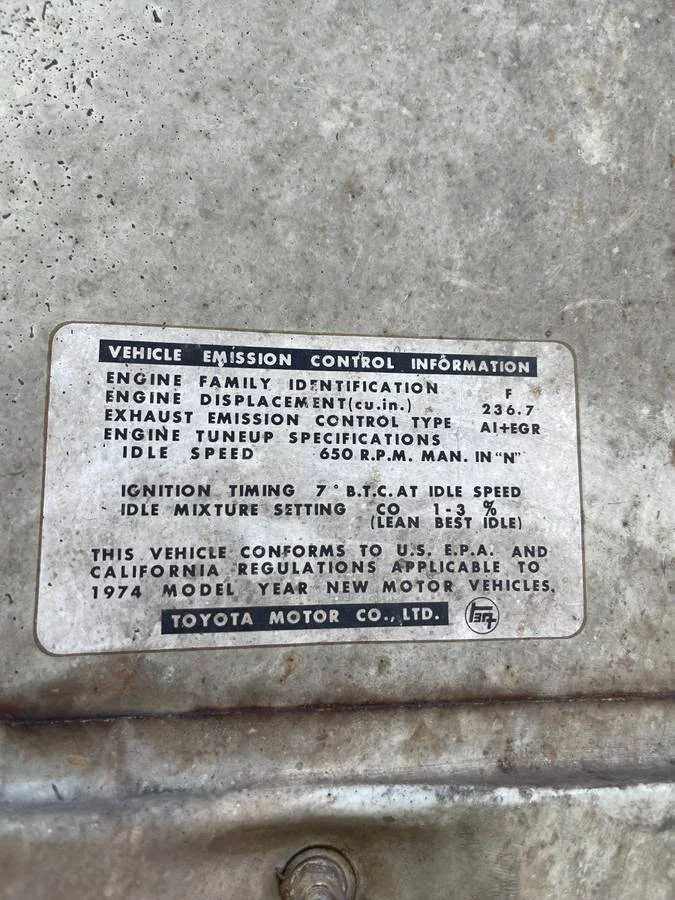 VEHICLE EMISSION CONTROL INFORMATION
ENGINE FAMILY IDENTIFICATION F
ENGINE DISPLACEMENT(cu.in.) 236.7
EXHAUST EMISSION CONTROL TYPE AI+EGR
ENGINE TUNEUP SPECIFICATIONS
IDLE SPEED 650 R.P.M. MAN. IN "N"
IGNITION TIMING 7° B.T.C. AT IDLE SPEED
IDLE MIXTURE SETTING CO 1-3 %
(LEAN BEST IDLE)
THIS VEHICLE CONFORMS TO U.S. E.P.A. AND
CALIFORNIA REGULATIONS APPLICABLE TO
1974 MODEL YEAR NEW MOTOR VEHICLES.
TOYOTA MOTOR CO., LTD. TEQ